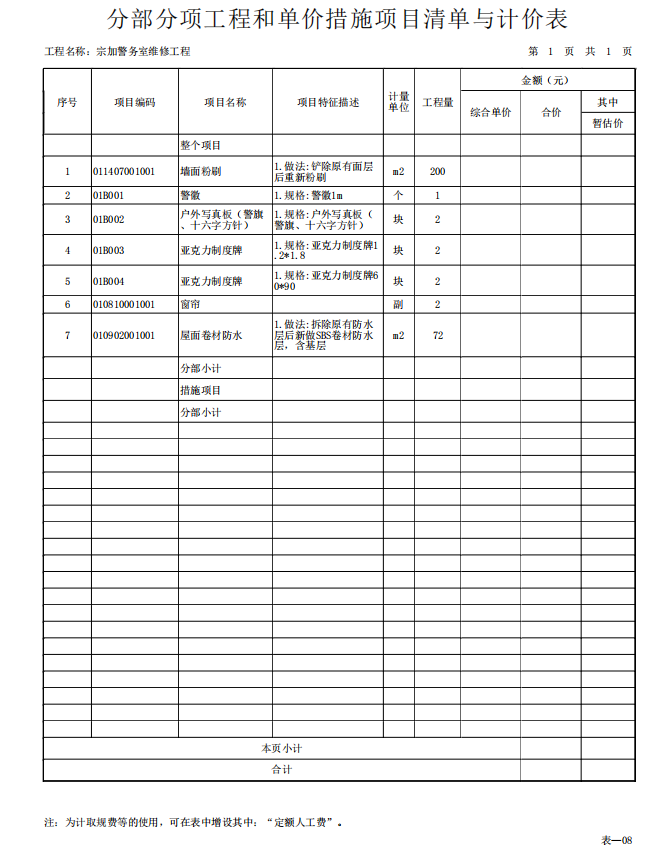 分部分项工程和单价措施项目清单与计价表
工程名称：宗加警务室维修工程 第 1 页 共 1 页
序号 项目编码 项目名称 项目特征描述 计量单位 工程量 金额（元）
综合单价 合价 其中
暂估价
整个项目
1 011407001001 墙面粉刷 1.做法:铲除原有面层后重新粉刷 m2 200
2 01B001 警徽 1.规格:警徽1m 个 1
3 01B002 户外写真板（警旗、十六字方针） 1.规格:户外写真板（警旗、十六字方针） 块 2
4 01B003 亚克力制度牌 1.规格:亚克力制度牌1.2*1.8 块 2
5 01B004 亚克力制度牌 1.规格:亚克力制度牌60*90 块 2
6 010810001001 窗帘 副 2
7 010902001001 屋面卷材防水 1.做法:拆除原有防水层后新做SBS卷材防水层，含基层 m2 72
分部小计
措施项目
分部小计
本页小计
合计
注：为计取规费等的使用，可在表中增设其中：“定额人工费”。
表—08